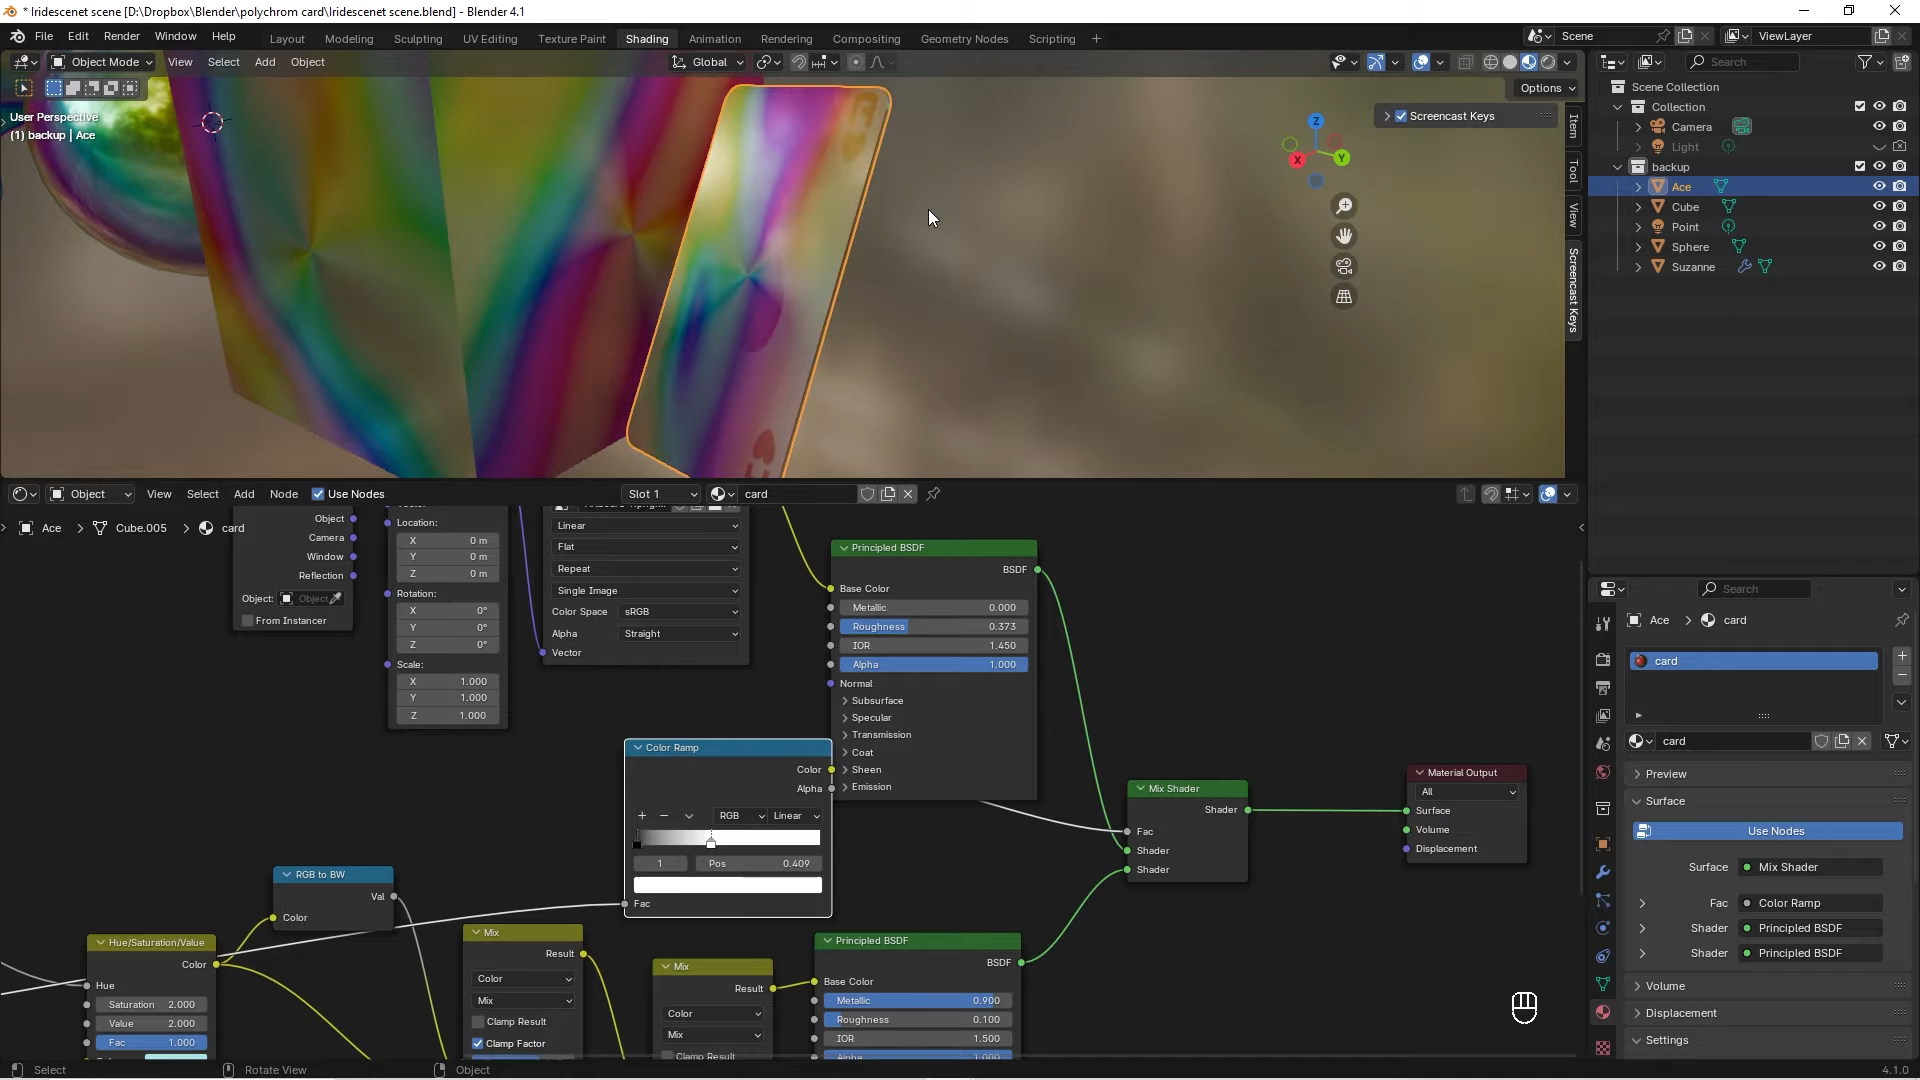 * Iridescenet scene [D:\Dropbox\Blender\polychrom card\Iridescenet scene.blend] - Blender 4.1
File Edit Render Window Help Layout Modeling Sculpting UV Editing Texture Paint Shading Animation Rendering Compositing Geometry Nodes Scripting + Scene ViewLayer
Object Mode View Select Add Object Global Search
Options
User Perspective
(1) backup | Ace
Screencast Keys
Z
X
Y
Item
Tool
View
Screencast Keys
Scene Collection
Collection
Camera
Light
backup
Ace
Cube
Point
Sphere
Suzanne
Object View Select Add Node Use Nodes Slot 1 card
Ace > Cube.005 > card
Object
Camera
Window
Reflection
Object: Object
From Instancer
Location:
X 0 m
Y 0 m
Z 0 m
Rotation:
X 0°
Y 0°
Z 0°
Scale:
X 1.000
Y 1.000
Z 1.000
Linear
Flat
Repeat
Single Image
Color Space sRGB
Alpha Straight
Vector
Principled BSDF
BSDF
Base Color
Metallic 0.000
Roughness 0.373
IOR 1.450
Alpha 1.000
Normal
Subsurface
Specular
Transmission
Coat
Sheen
Emission
Color Ramp
Color
Alpha
+ − RGB Linear
1 Pos 0.409
Fac
Mix Shader
Shader
Fac
Shader
Shader
Material Output
All
Surface
Volume
Displacement
RGB to BW
Val
Color
Hue/Saturation/Value
Color
Hue
Saturation 2.000
Value 2.000
Fac 1.000
Mix
Result
Color
Mix
Clamp Result
Clamp Factor
Mix
Result
Color
Mix
Clamp Result
Principled BSDF
BSDF
Base Color
Metallic 0.900
Roughness 0.100
IOR 1.500
Alpha 1.000
Search
Ace > card
card
card
Preview
Surface
Use Nodes
Surface Mix Shader
Fac Color Ramp
Shader Principled BSDF
Shader Principled BSDF
Volume
Displacement
Settings
Select Rotate View Object 4.1.0